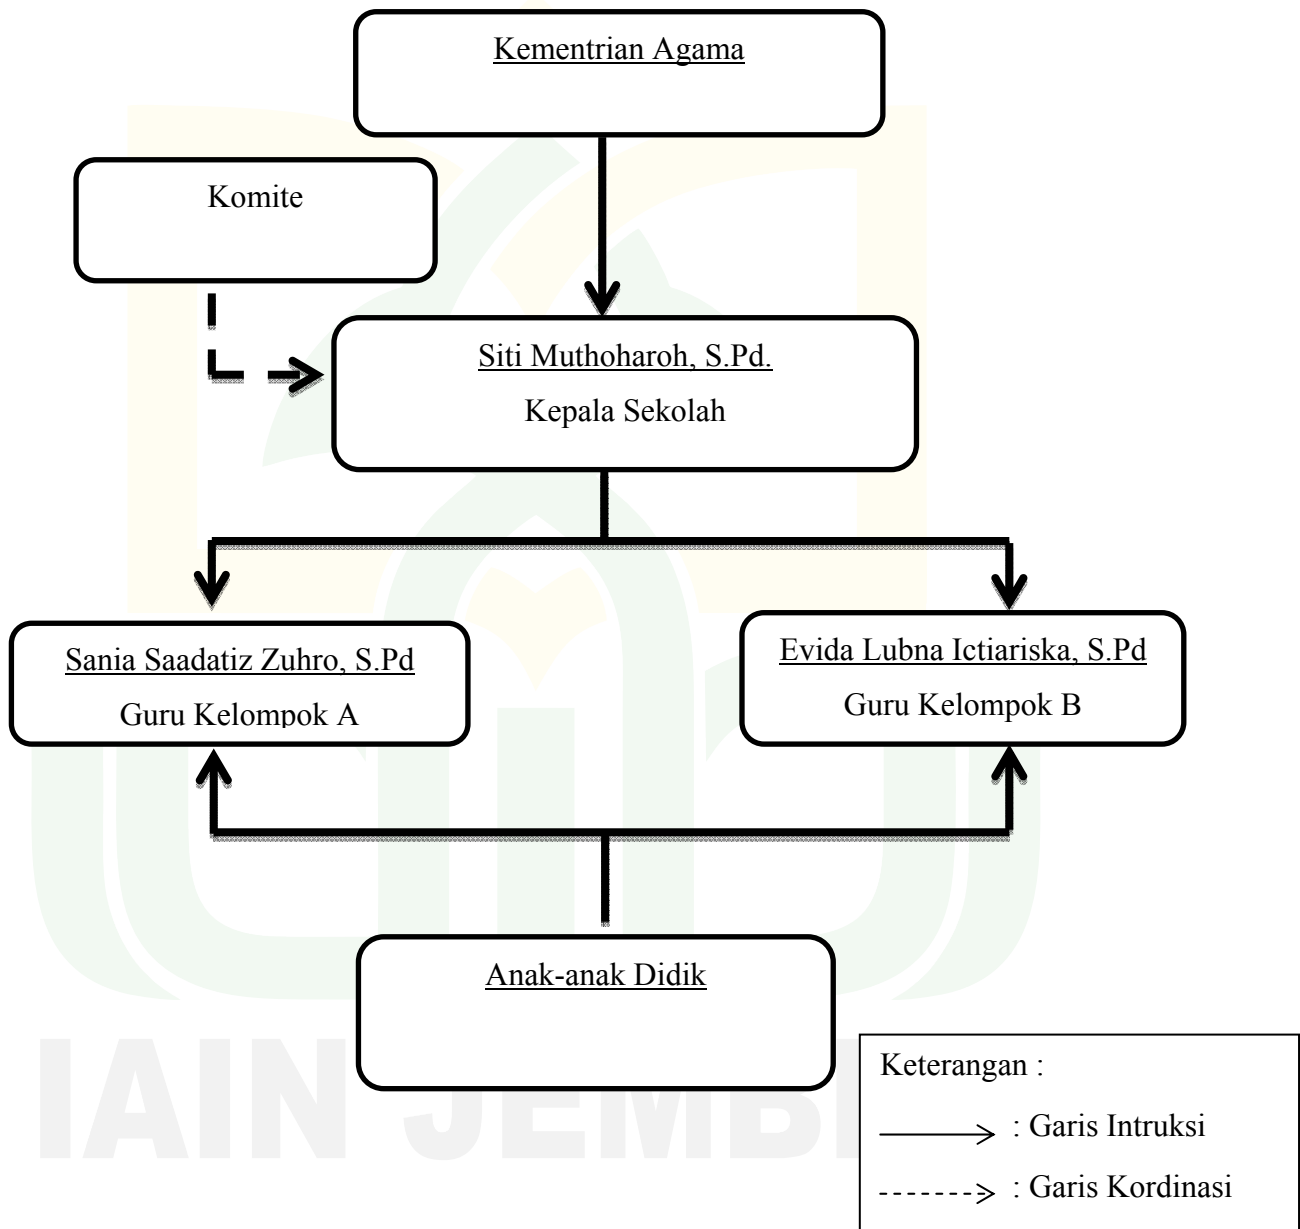 Kementrian Agama
Komite
Siti Muthoharoh, S.Pd.
Kepala Sekolah
Sania Saadatiz Zuhro, S.Pd
Guru Kelompok A
Evida Lubna Ictiariska, S.Pd
Guru Kelompok B
Anak-anak Didik
Keterangan :
: Garis Intruksi
: Garis Kordinasi
IAIN JEMB